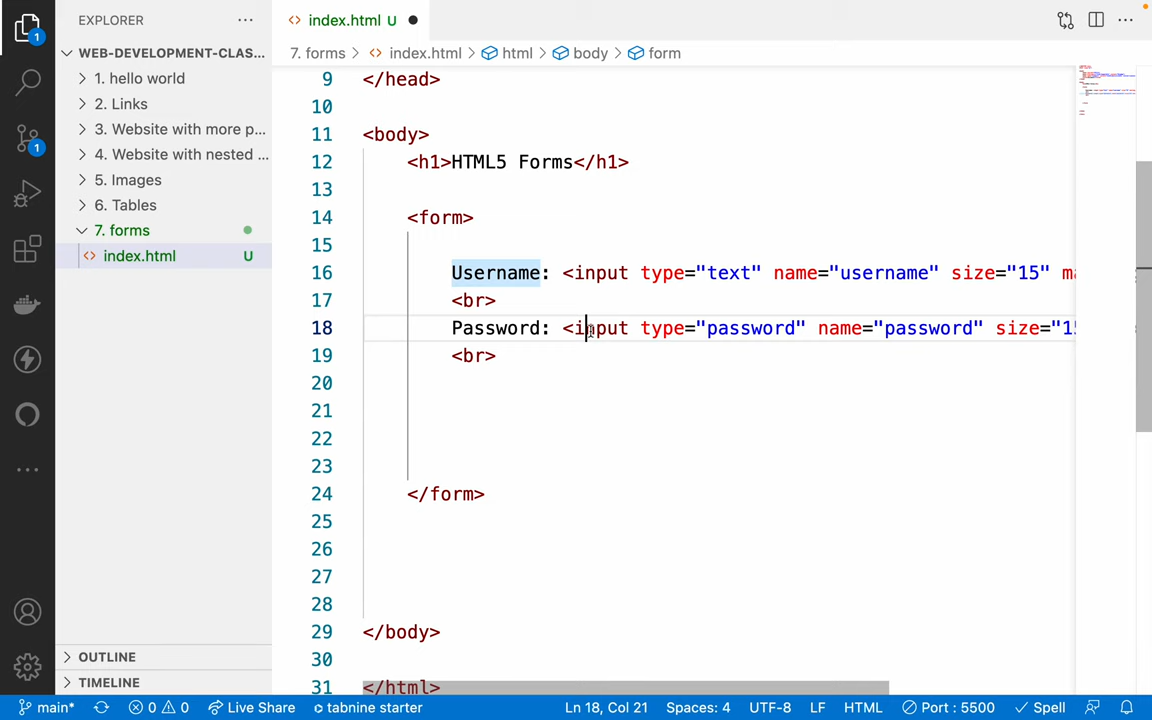 EXPLORER
index.html U
1
WEB-DEVELOPMENT-CLAS...
7. forms > index.html > html > body > form
1. hello world
2. Links
3. Website with more p...
4. Website with nested ...
5. Images
6. Tables
7. forms
index.html U
1
9 </head>
10
11 <body>
12 <h1>HTML5 Forms</h1>
13
14 <form>
15
16 Username: <input type="text" name="username" size="15" ma
17 <br>
18 Password: <input type="password" name="password" size="15
19 <br>
20
21
22
23
24 </form>
25
26
27
28
29 </body>
30
31 </html>
OUTLINE
TIMELINE
main* 0 0 Live Share tabnine starter Ln 18, Col 21 Spaces: 4 UTF-8 LF HTML Port : 5500 Spell